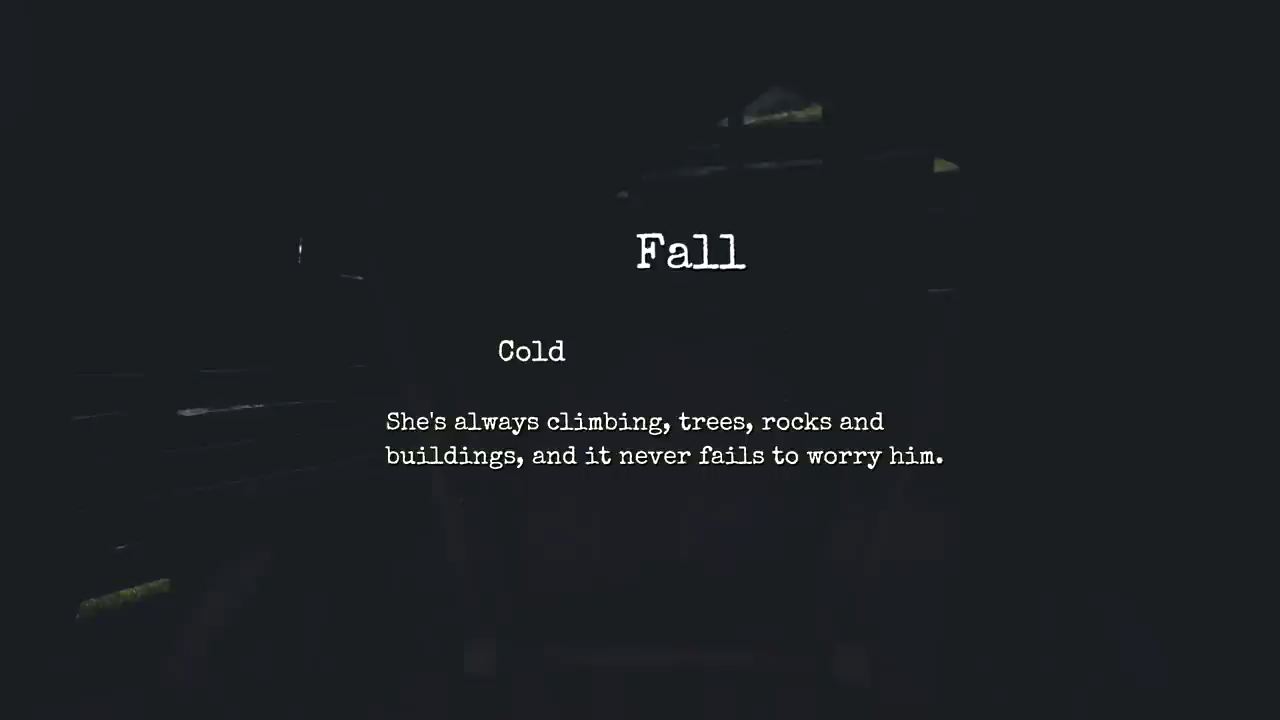 Fall
Cold
She's always climbing, trees, rocks and
buildings, and it never fails to worry him.